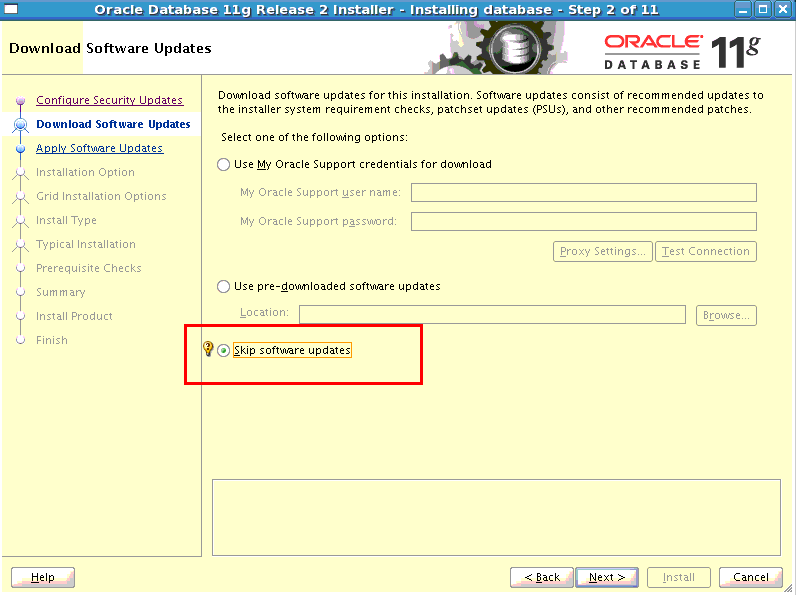 Oracle Database 11g Release 2 Installer - Installing database - Step 2 of 11
Download Software Updates
ORACLE
DATABASE
11g
Configure Security Updates
Download Software Updates
Apply Software Updates
Installation Option
Grid Installation Options
Install Type
Typical Installation
Prerequisite Checks
Summary
Install Product
Finish
Download software updates for this installation. Software updates consist of recommended updates to
the installer system requirement checks, patchset updates (PSUs), and other recommended patches.
Select one of the following options:
Use My Oracle Support credentials for download
My Oracle Support user name:
My Oracle Support password:
Proxy Settings... Test Connection
Use pre-downloaded software updates
Location: Browse...
Skip software updates
Help < Back Next > Install Cancel